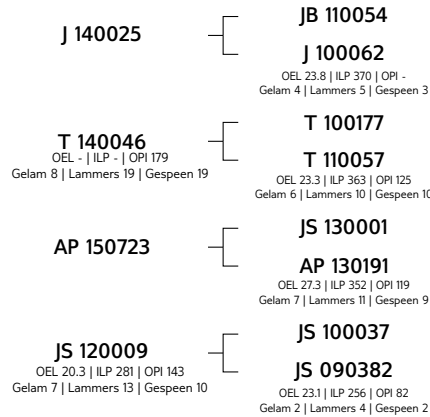 J 140025
JB 110054
J 100062
OEL 23.8 | ILP 370 | OPI -
Gelam 4 | Lammers 5 | Gespeen 3
T 140046
OEL - | ILP - | OPI 179
Gelam 8 | Lammers 19 | Gespeen 19
T 100177
T 110057
OEL 23.3 | ILP 363 | OPI 125
Gelam 6 | Lammers 10 | Gespeen 10
AP 150723
JS 130001
AP 130191
OEL 27.3 | ILP 352 | OPI 119
Gelam 7 | Lammers 11 | Gespeen 9
JS 120009
OEL 20.3 | ILP 281 | OPI 143
Gelam 7 | Lammers 13 | Gespeen 10
JS 100037
JS 090382
OEL 23.1 | ILP 256 | OPI 82
Gelam 2 | Lammers 4 | Gespeen 2